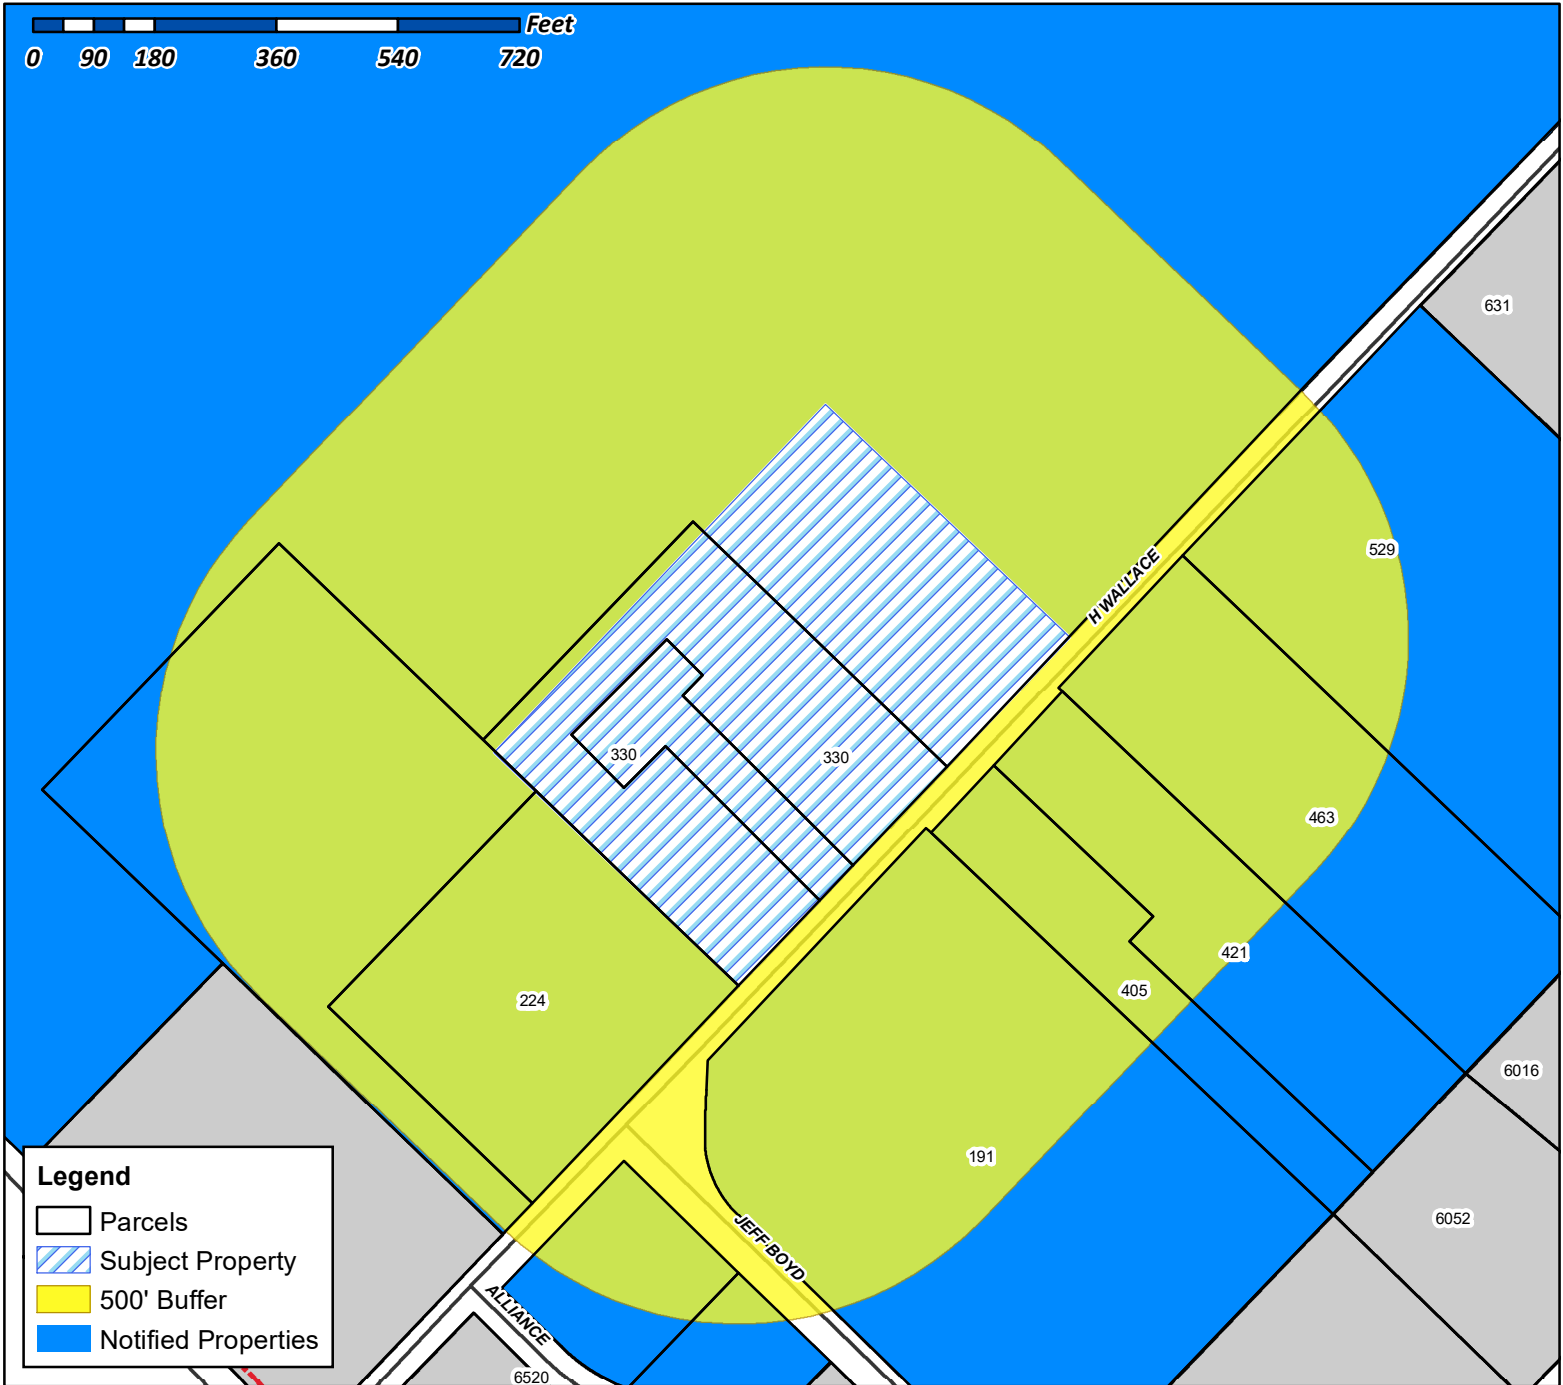 Feet
0 90 180 360 540 720
631
529
H WALLACE
330
330
463
421
405
224
6016
191
6052
JEFF BOYD
ALLIANCE
6520
Legend
Parcels
Subject Property
500' Buffer
Notified Properties